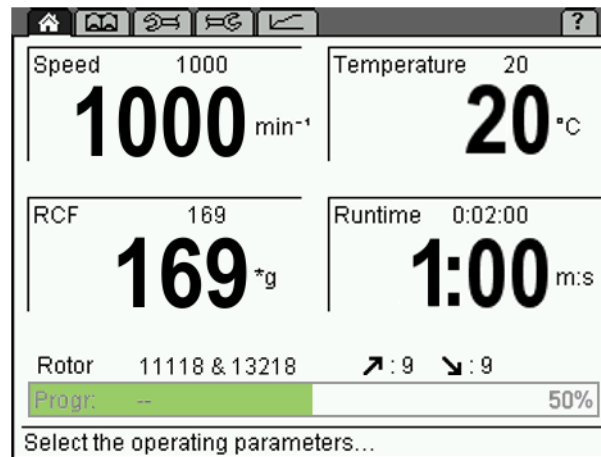 ?
Speed 1000
1000 min⁻¹
Temperature 20
20 °C
RCF 169
169 *g
Runtime 0:02:00
1:00 m:s
Rotor 11118 & 13218 ↗: 9 ↘: 9
Progr: -- 50%
Select the operating parameters...